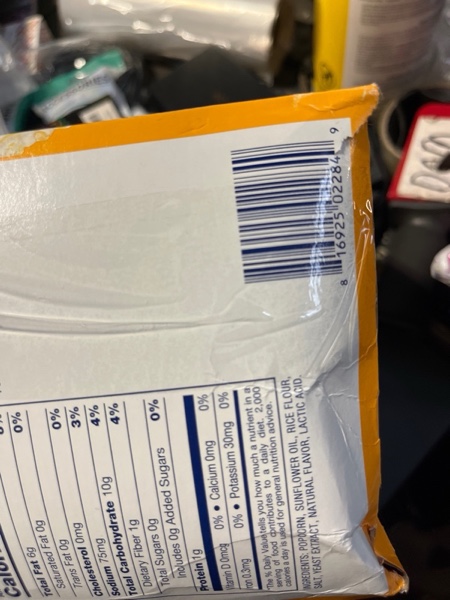 8 16925 02284 9
Total Fat 6g
0%
Saturated Fat 0g 0%
Trans Fat 0g
Cholesterol 0mg
Sodium 75mg 3%
Total Carbohydrate 10g 4%
Dietary Fiber 1g 4%
Total Sugars 0g
Includes 0g Added Sugars 0%
Protein 1g
Vitamin D 0mcg 0% • Calcium 0mg 0%
Iron 0.3mg 0% • Potassium 30mg 0%
you how much a nutrient in a
serving of food contributes to a daily diet. 2,000
calories a day is used for general nutrition advice.
INGREDIENTS: POPCORN, SUNFLOWER OIL, RICE FLOUR,
SALT, YEAST EXTRACT, NATURAL FLAVOR, LACTIC ACID.